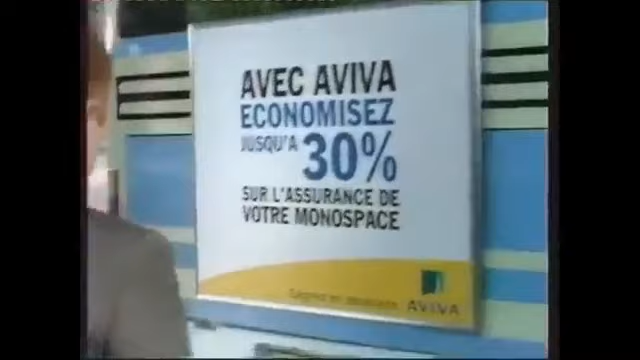 AVEC AVIVA
ECONOMISEZ
JUSQU'A 30%
SUR L'ASSURANCE DE
VOTRE MONOSPACE
AVIVA